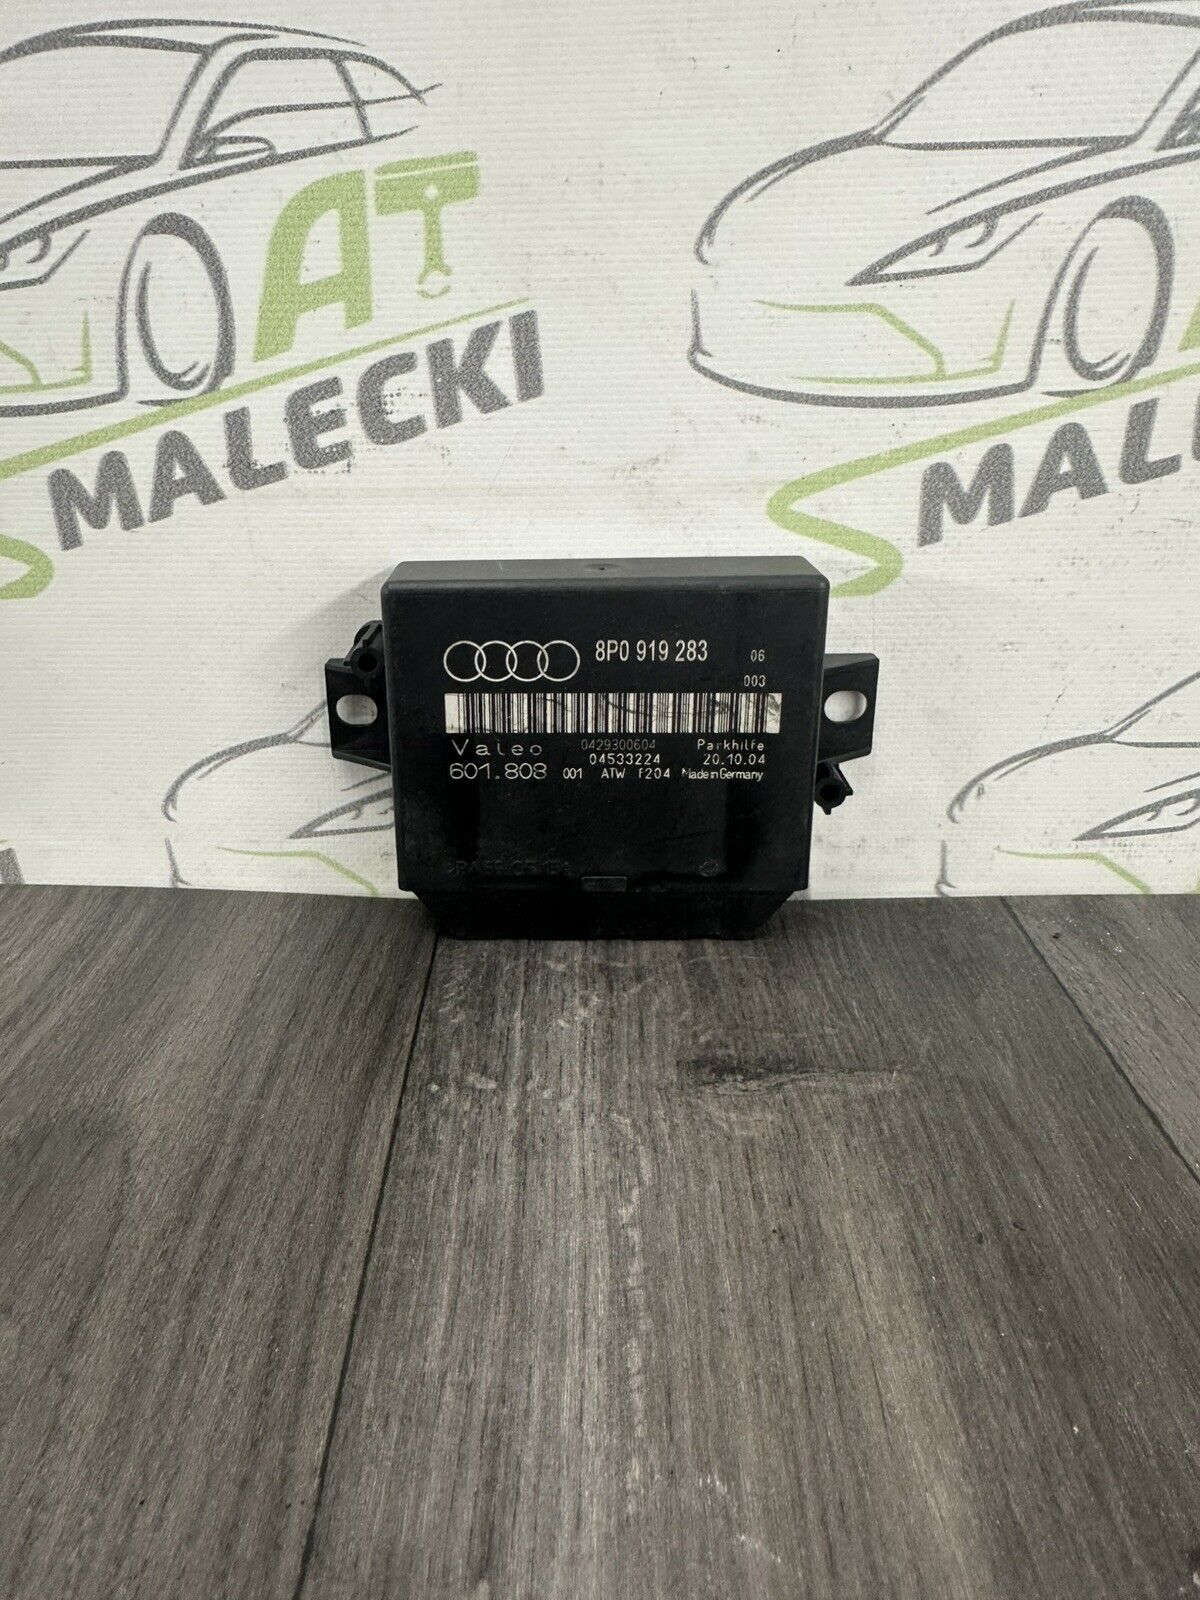 AT
MALECKI
MALECKI
8P0 919 283 06
003
Valeo 0429300604 Parkhilfe
04533224 20.10.04
601.808 001 ATW F204 Made in Germany